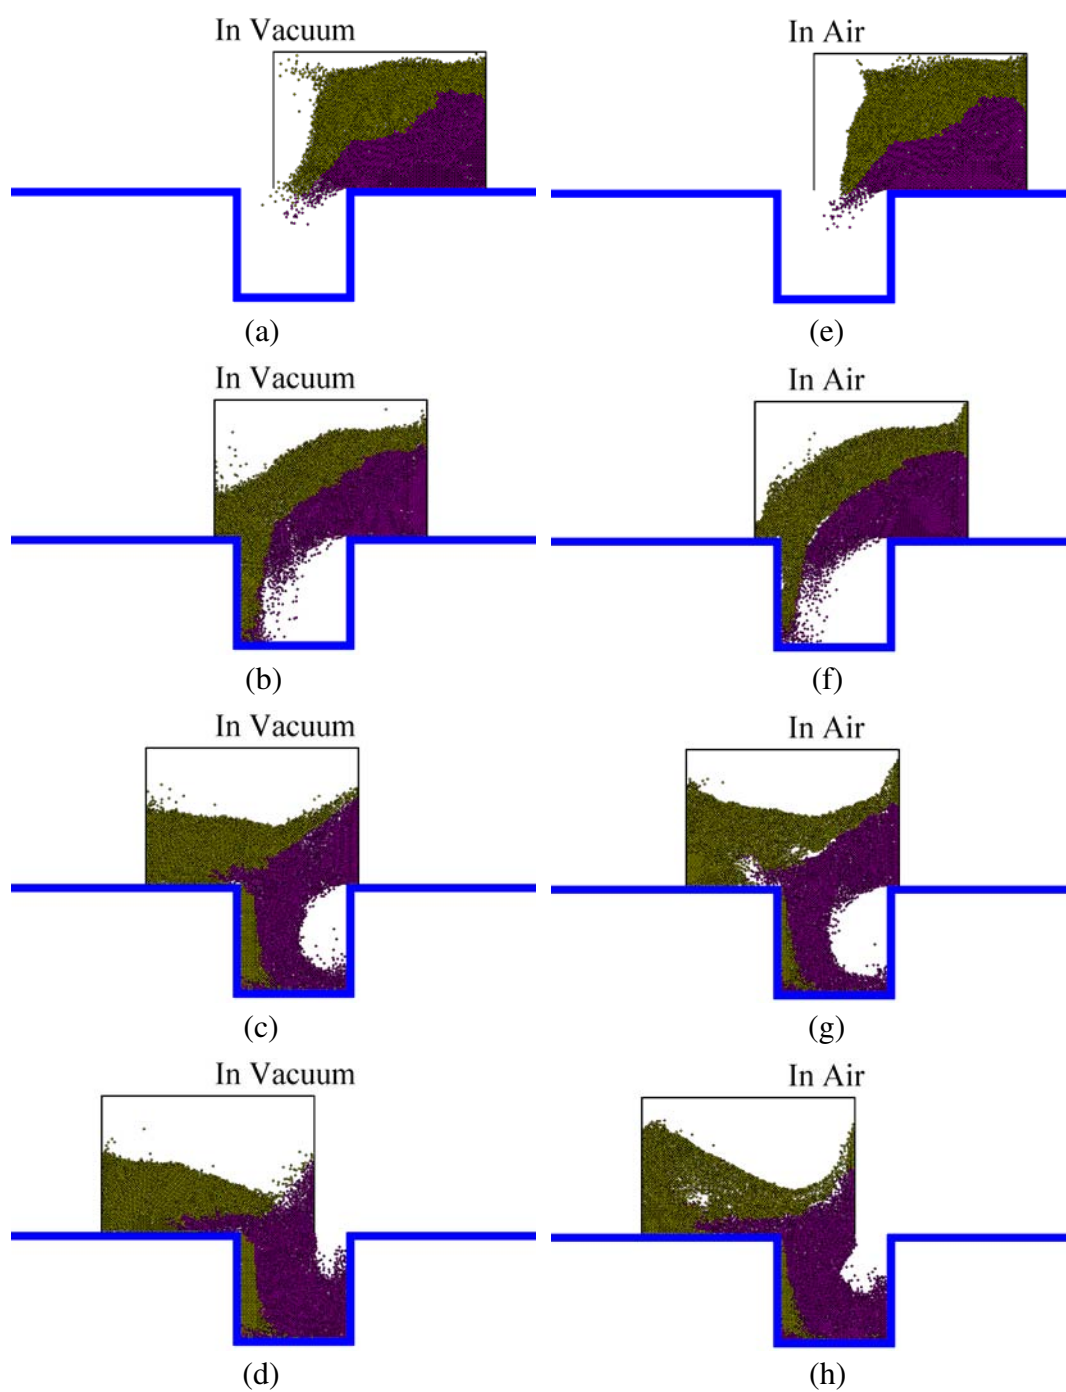 In Vacuum
In Air
(a)
(e)
In Vacuum
In Air
(b)
(f)
In Vacuum
In Air
(c)
(g)
In Vacuum
In Air
(d)
(h)